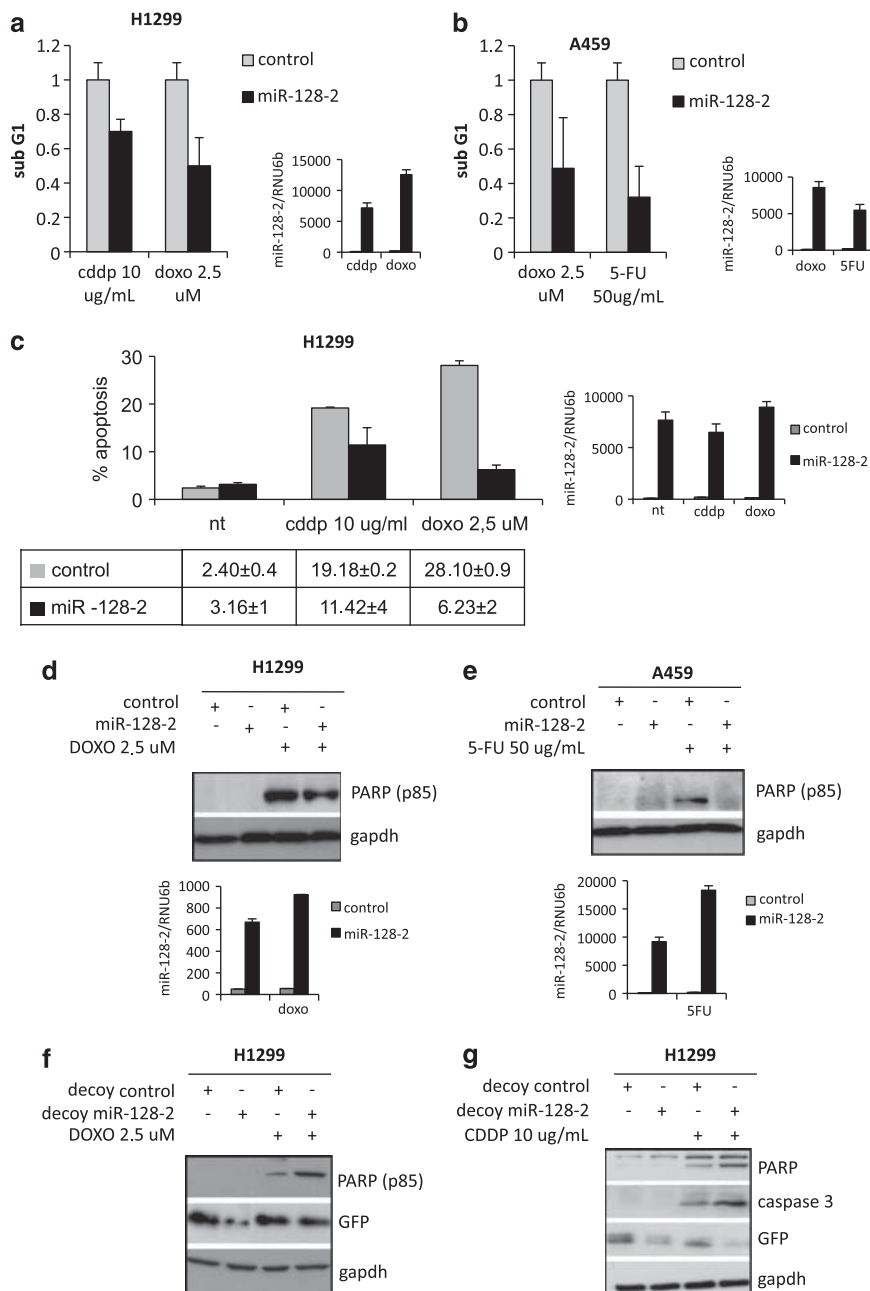 a
H1299
sub G1
1.2
1
0.8
0.6
0.4
0.2
0
cddp 10 ug/mL
doxo 2,5 uM
control
miR-128-2
miR-128-2/RNU6b
15000
10000
5000
0
cddp doxo
b
A459
sub G1
1.2
1
0.8
0.6
0.4
0.2
0
doxo 2.5 uM
5-FU 50ug/mL
control
miR-128-2
miR-128-2/RNU6b
15000
10000
5000
0
doxo 5FU
c
H1299
% apoptosis
30
20
10
0
nt cddp 10 ug/ml doxo 2,5 uM
miR-128-2/RNU6b
10000
5000
0
nt cddp doxo
control
miR-128-2
control 2.40±0.4 19.18±0.2 28.10±0.9
miR -128-2 3.16±1 11.42±4 6.23±2
d
H1299
control + - + -
miR-128-2 - + - +
DOXO 2,5 uM + +
PARP (p85)
gapdh
miR-128-2/RNU6b
1000
800
600
400
200
0
doxo
control
miR-128-2
e
A459
control + - + -
miR-128-2 - + - +
5-FU 50 ug/mL + +
PARP (p85)
gapdh
miR-128-2/RNU6b
20000
15000
10000
5000
0
5FU
control
miR-128-2
f
H1299
decoy control + - + -
decoy miR-128-2 - + - +
DOXO 2.5 uM + +
PARP (p85)
GFP
gapdh
g
H1299
decoy control + - + -
decoy miR-128-2 - + - +
CDDP 10 ug/mL + +
PARP
caspase 3
GFP
gapdh